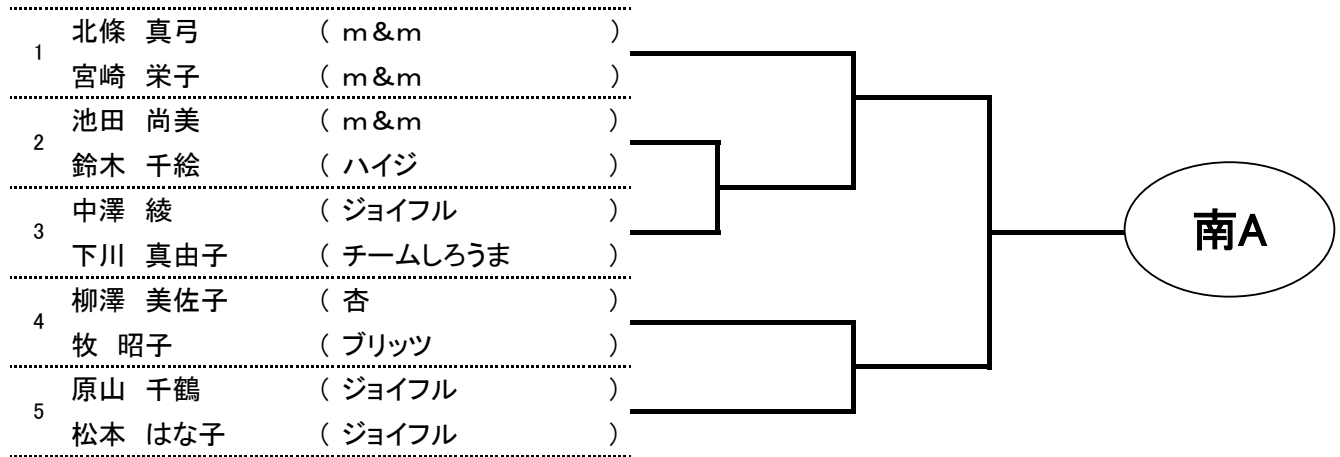 1
北條 真弓 ( m&m )
宮崎 栄子 ( m&m )
2
池田 尚美 ( m&m )
鈴木 千絵 ( ハイジ )
3
中澤 綾 ( ジョイフル )
下川 真由子 ( チームしろうま )
4
柳澤 美佐子 ( 杏 )
牧 昭子 ( ブリッツ )
5
原山 千鶴 ( ジョイフル )
松本 はな子 ( ジョイフル )
南A